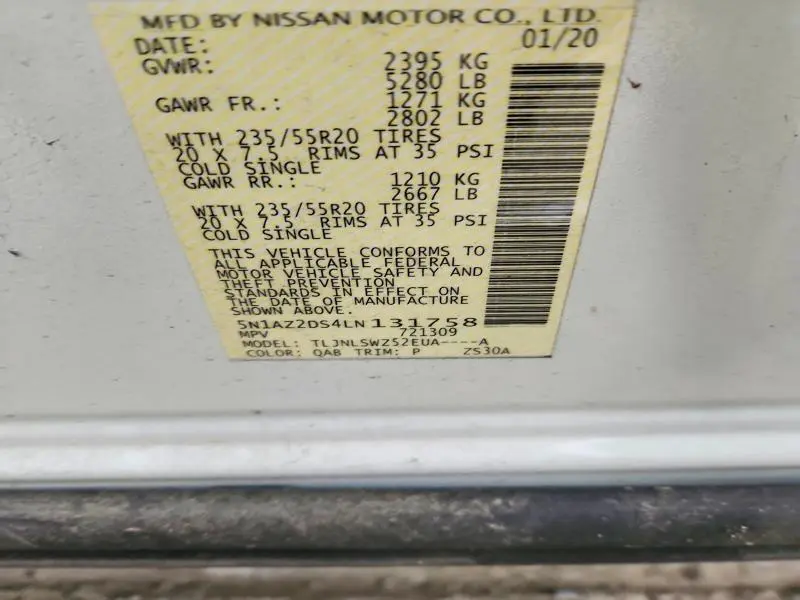 MFD BY NISSAN MOTOR CO., LTD.
DATE: 01/20
GVWR: 2395 KG
5280 LB
GAWR FR.: 1271 KG
2802 LB
WITH 235/55R20 TIRES
20 X 7.5 RIMS AT 35 PSI
COLD SINGLE
GAWR RR.: 1210 KG
2667 LB
WITH 235/55R20 TIRES
20 X 7.5 RIMS AT 35 PSI
COLD SINGLE
THIS VEHICLE CONFORMS TO
ALL APPLICABLE FEDERAL
MOTOR VEHICLE SAFETY AND
THEFT PREVENTION
STANDARDS IN EFFECT ON
THE DATE OF MANUFACTURE
SHOWN ABOVE.
5N1AZ2DS4LN131758
MPV 721309
MODEL: TLJNLSWZ52EUA----A
COLOR: QAB TRIM: P ZS30A